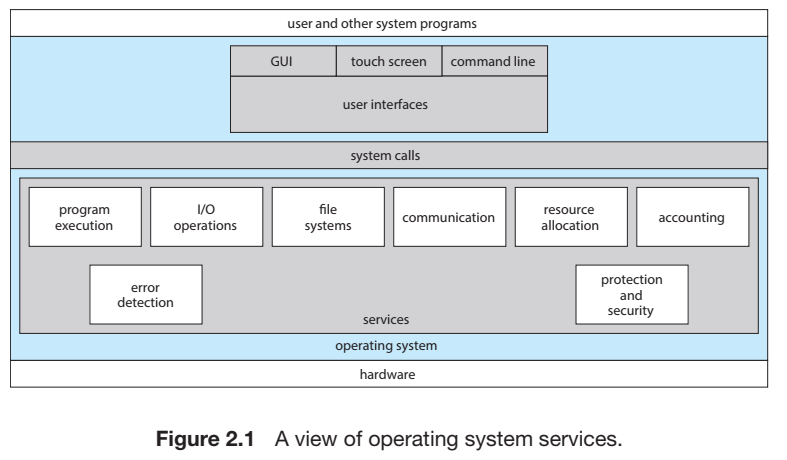 user and other system programs
GUI
touch screen
command line
user interfaces
system calls
program
execution
I/O
operations
file
systems
communication
resource
allocation
accounting
error
detection
protection
and
security
services
operating system
hardware
Figure 2.1 A view of operating system services.